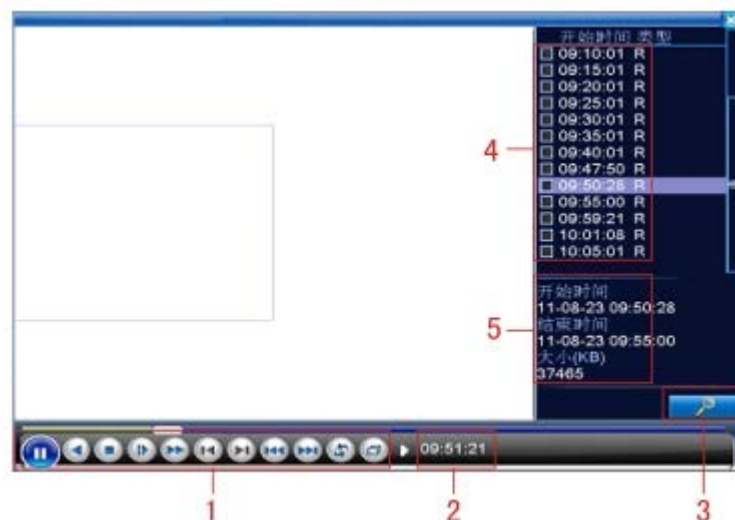 开始时间 类型
09:10:01 R
09:15:01 R
09:20:01 R
09:25:01 R
09:30:01 R
09:35:01 R
09:40:01 R
09:47:50 R
09:50:28 R
09:55:00 R
09:59:21 R
10:01:08 R
10:05:01 R
4
开始时间
11-08-23 09:50:28
结束时间
11-08-23 09:55:00
大小(KB)
37465
5
09:51:21
1
2
3